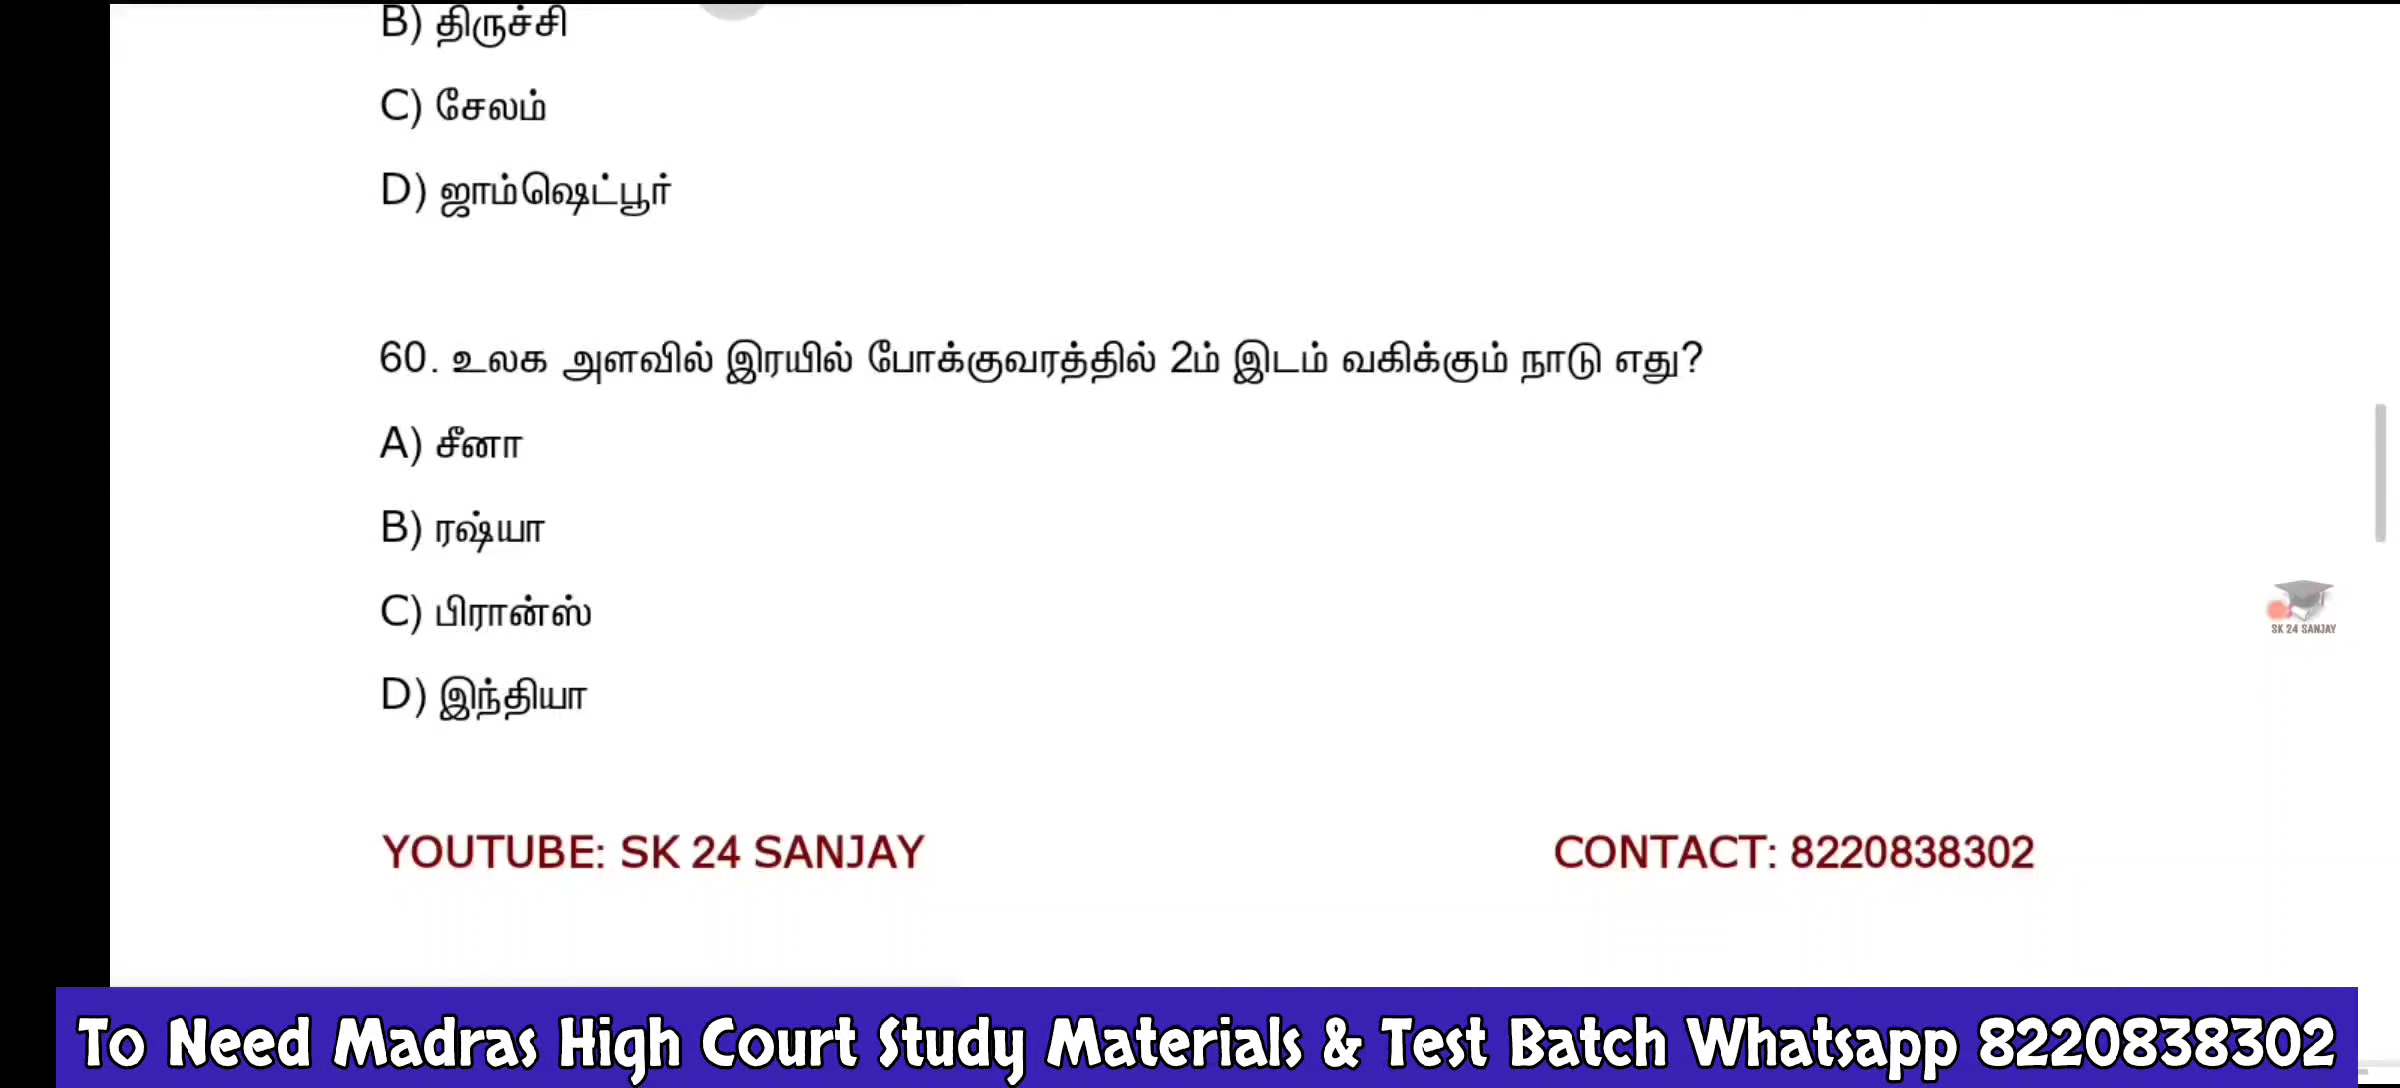 B) திருச்சி
C) சேலம்
D) ஜாம்ஷெட்பூர்
60. உலக அளவில் இரயில் போக்குவரத்தில் 2ம் இடம் வகிக்கும் நாடு எது?
A) சீனா
B) ரஷ்யா
C) பிரான்ஸ்
D) இந்தியா
SK 24 SANJAY
YOUTUBE: SK 24 SANJAY CONTACT: 8220838302
To Need Madras High Court Study Materials & Test Batch Whatsapp 8220838302